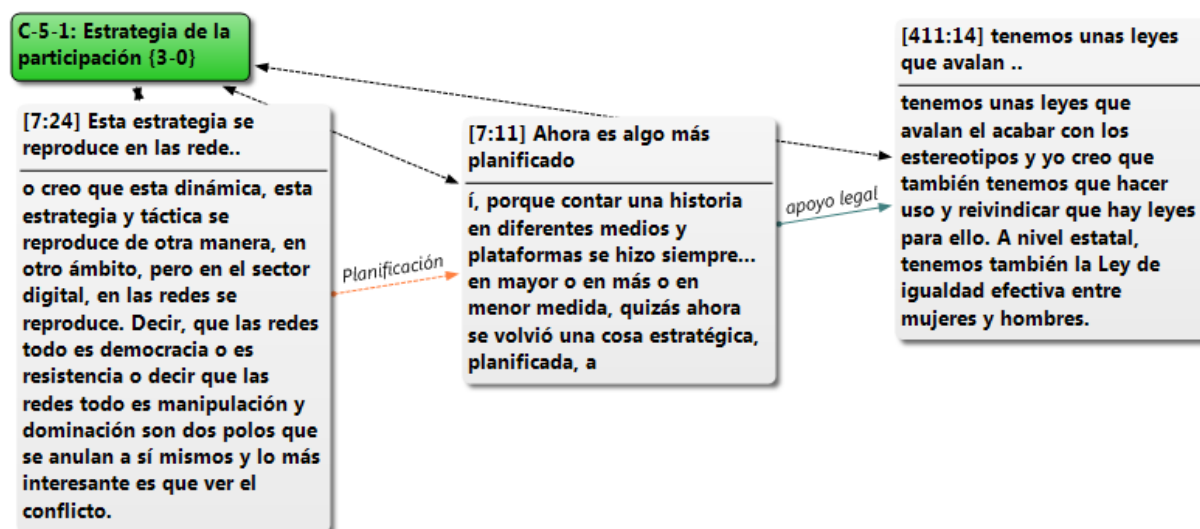 C-5-1: Estrategia de la
participación {3-0}
[7:24] Esta estrategia se
reproduce en las rede..
o creo que esta dinámica, esta
estrategia y táctica se
reproduce de otra manera, en
otro ámbito, pero en el sector
digital, en las redes se
reproduce. Decir, que las redes
todo es democracia o es
resistencia o decir que las
redes todo es manipulación y
dominación son dos polos que
se anulan a sí mismos y lo más
interesante es que ver el
conflicto.
Planificación
[7:11] Ahora es algo más
planificado
í, porque contar una historia
en diferentes medios y
plataformas se hizo siempre...
en mayor o en más o en
menor medida, quizás ahora
se volvió una cosa estratégica,
planificada, a
apoyo legal
[411:14] tenemos unas leyes
que avalan ..
tenemos unas leyes que
avalan el acabar con los
estereotipos y yo creo que
también tenemos que hacer
uso y reivindicar que hay leyes
para ello. A nivel estatal,
tenemos también la Ley de
igualdad efectiva entre
mujeres y hombres.